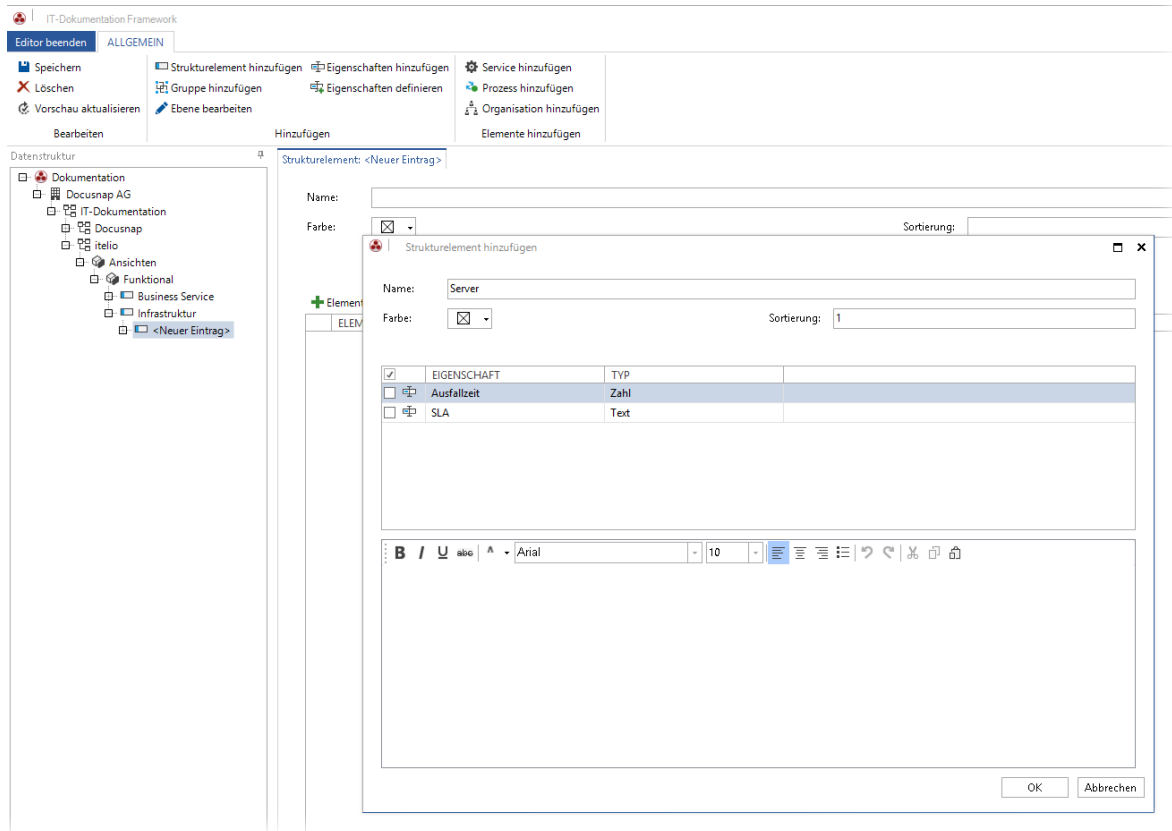 IT-Dokumentation Framework
Editor beenden ALLGEMEIN
Speichern
Löschen
Vorschau aktualisieren
Bearbeiten
Strukturelement hinzufügen Eigenschaften hinzufügen
Gruppe hinzufügen Eigenschaften definieren
Ebene bearbeiten
Hinzufügen
Service hinzufügen
Prozess hinzufügen
Organisation hinzufügen
Elemente hinzufügen
Datenstruktur
Dokumentation
Docusnap AG
IT-Dokumentation
Docusnap
itelio
Ansichten
Funktional
Business Service
Infrastruktur
<Neuer Eintrag>
Strukturelement: <Neuer Eintrag>
Name:
Farbe: Sortierung:
Element
ELEM
Strukturelement hinzufügen
Name: Server
Farbe: Sortierung: 1
EIGENSCHAFT TYP
Ausfallzeit Zahl
SLA Text
B I U abc A Arial 10
OK Abbrechen